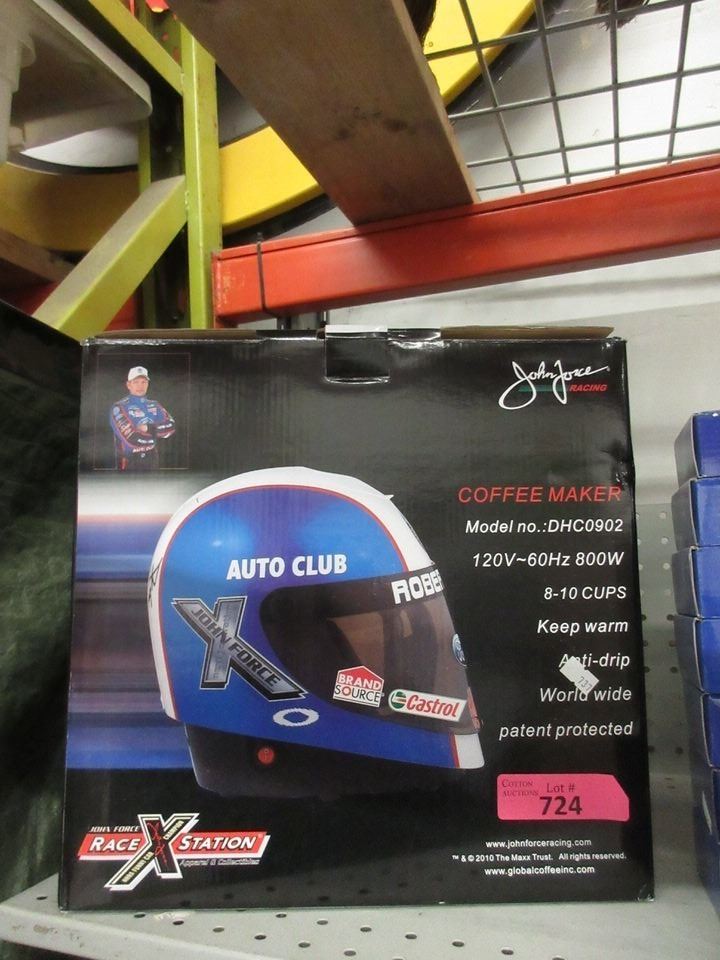 John Force
RACING
COFFEE MAKER
Model no.:DHC0902
120V~60Hz 800W
8-10 CUPS
Keep warm
Anti-drip
World wide
patent protected
AUTO CLUB
JOHN FORCE
BRAND
SOURCE
Castrol
COTTON
AUCTIONS
Lot #
724
JOHN FORCE
RACE X STATION
Apparel & Collectibles
www.johnforceracing.com
™ & © 2010 The Maxx Trust. All rights reserved.
www.globalcoffeeinc.com